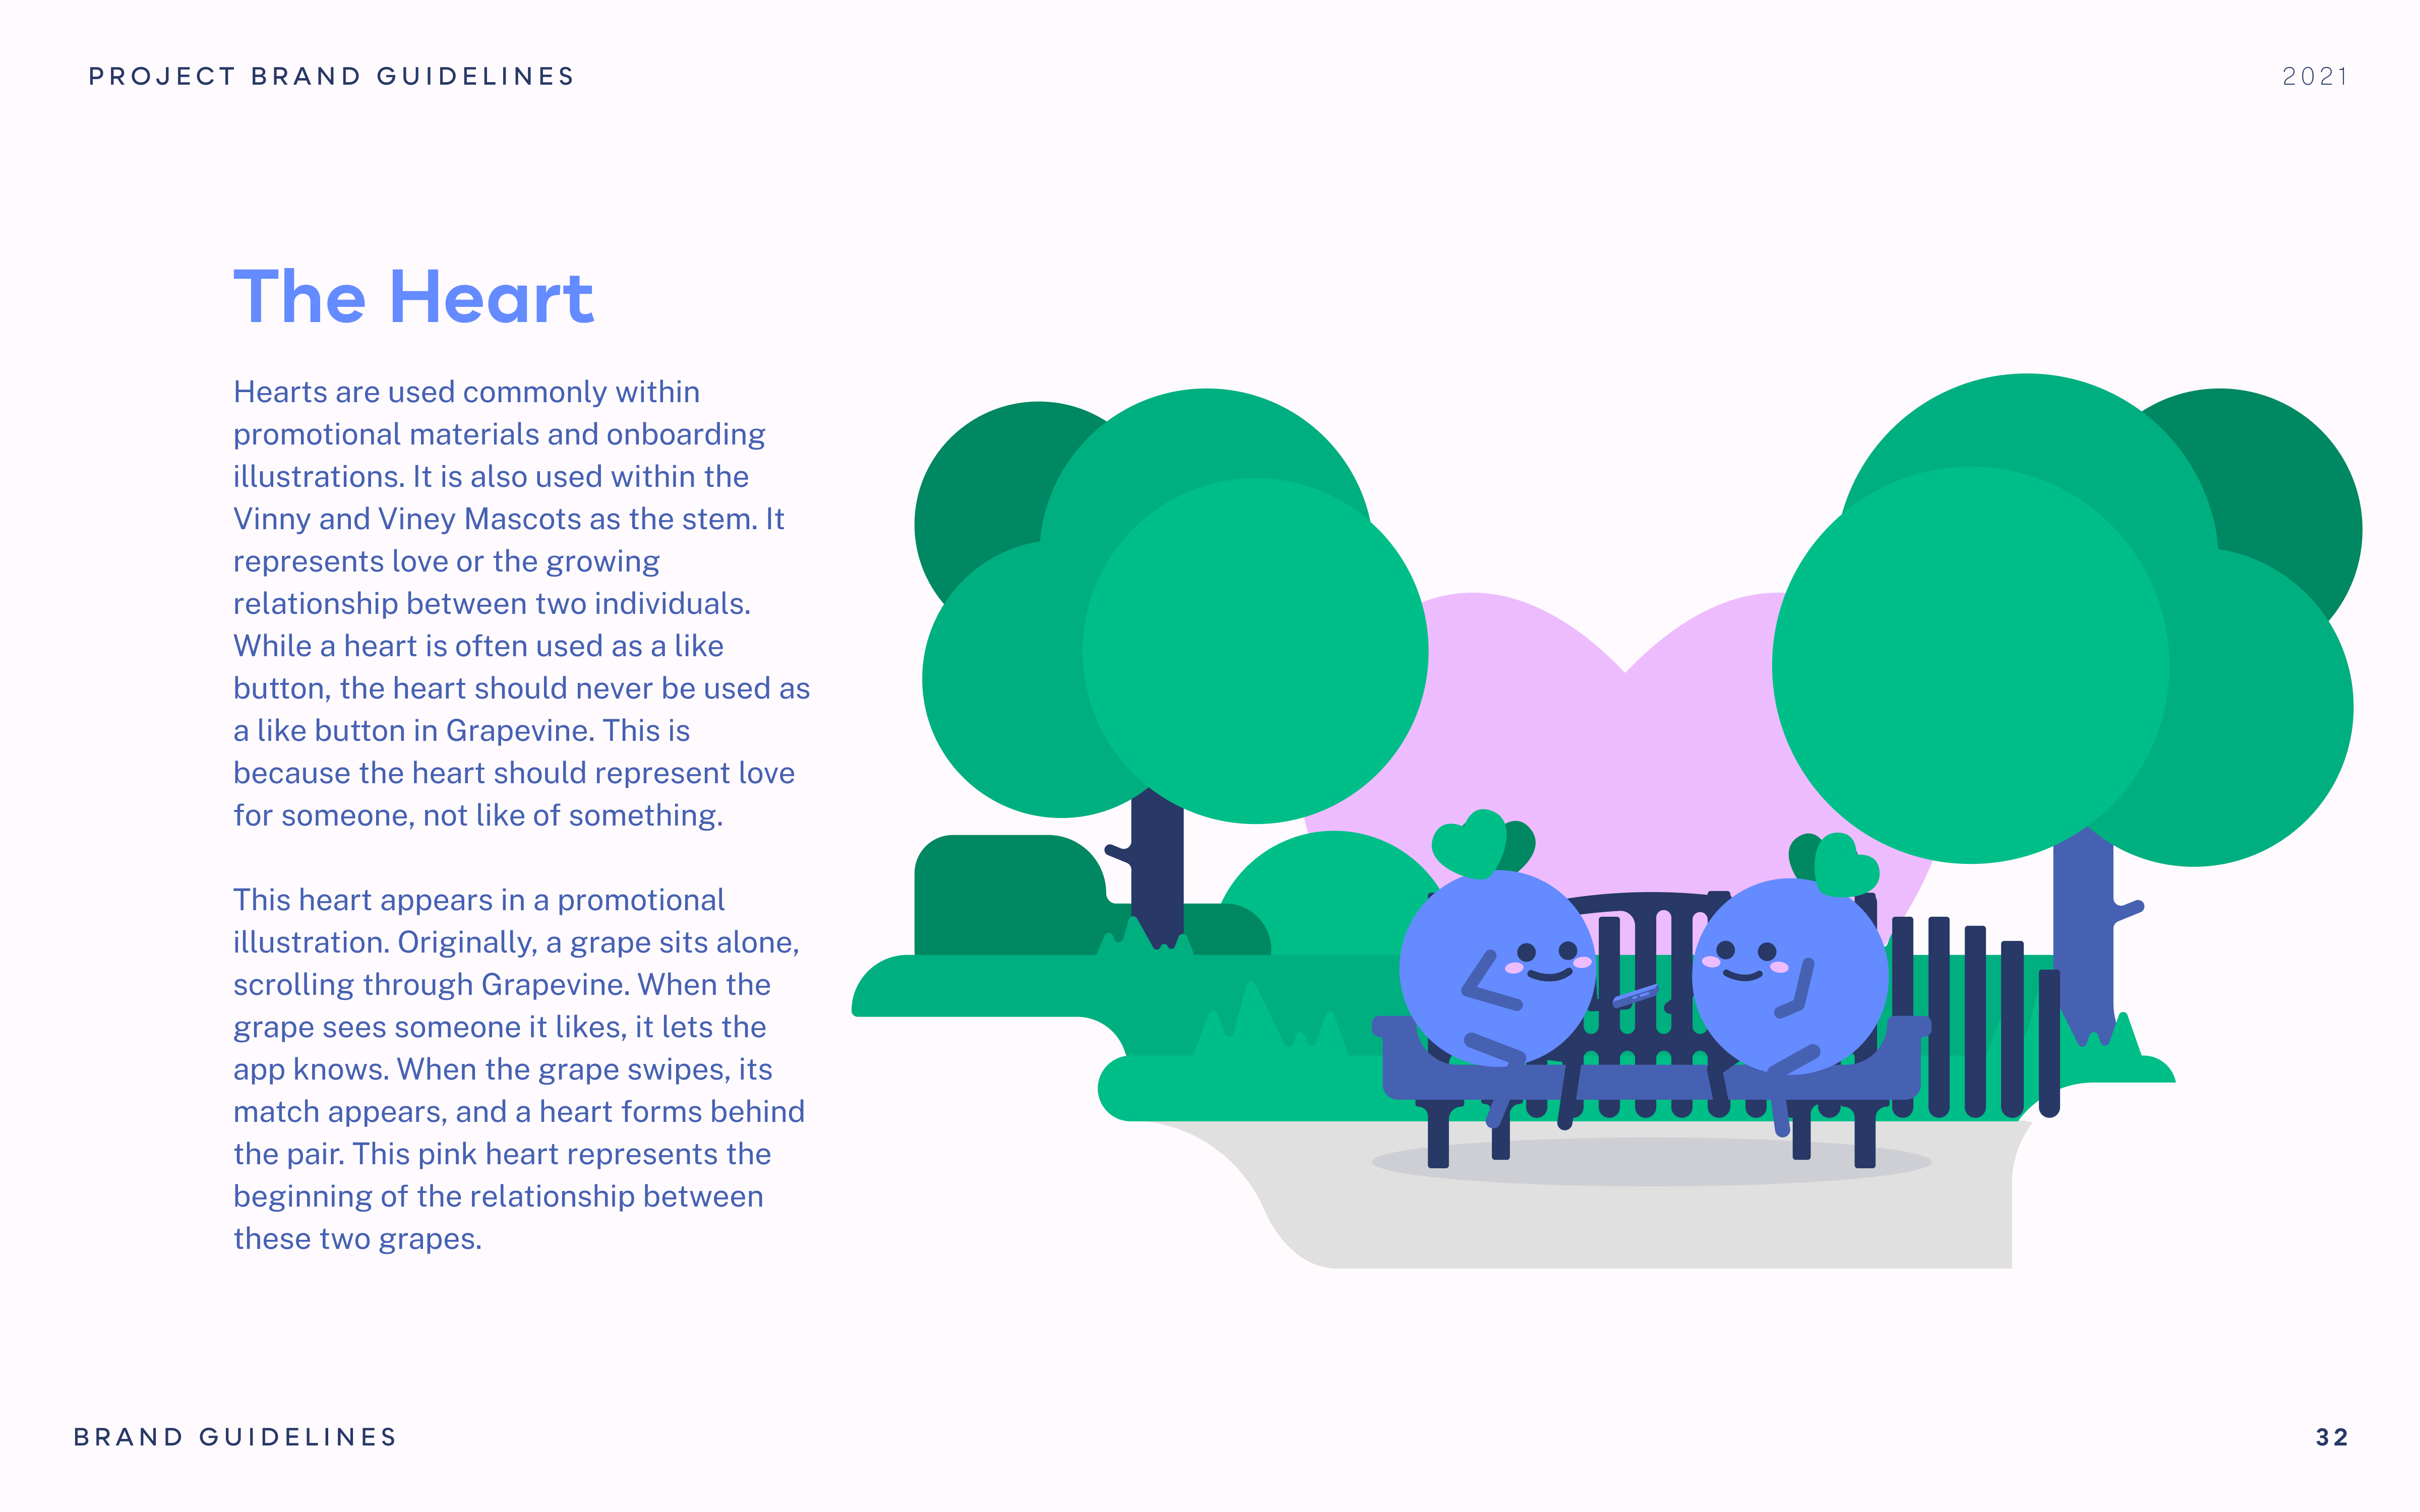 PROJECT BRAND GUIDELINES
2021
The Heart
Hearts are used commonly within
promotional materials and onboarding
illustrations. It is also used within the
Vinny and Viney Mascots as the stem. It
represents love or the growing
relationship between two individuals.
While a heart is often used as a like
button, the heart should never be used as
a like button in Grapevine. This is
because the heart should represent love
for someone, not like of something.
This heart appears in a promotional
illustration. Originally, a grape sits alone,
scrolling through Grapevine. When the
grape sees someone it likes, it lets the
app knows. When the grape swipes, its
match appears, and a heart forms behind
the pair. This pink heart represents the
beginning of the relationship between
these two grapes.
BRAND GUIDELINES
32